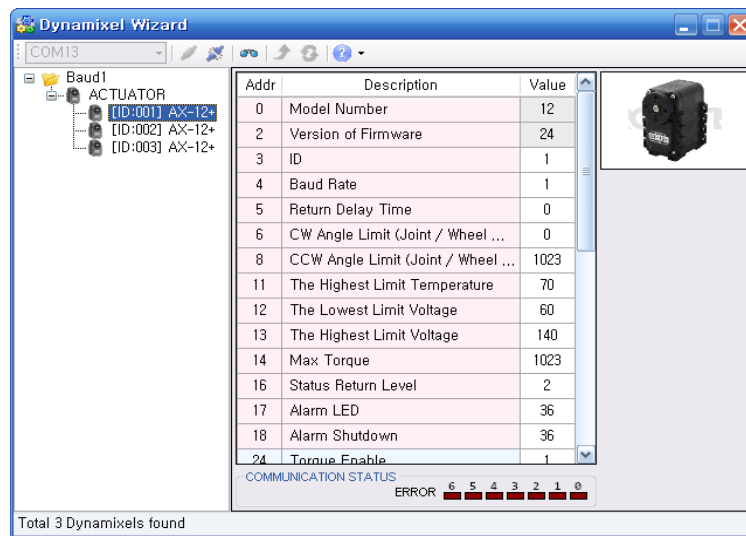 Dynamixel Wizard
COM13
Baud1
ACTUATOR
[ID:001] AX-12+
[ID:002] AX-12+
[ID:003] AX-12+
Addr Description Value
0 Model Number 12
2 Version of Firmware 24
3 ID 1
4 Baud Rate 1
5 Return Delay Time 0
6 CW Angle Limit (Joint / Wheel ... 0
8 CCW Angle Limit (Joint / Wheel ... 1023
11 The Highest Limit Temperature 70
12 The Lowest Limit Voltage 60
13 The Highest Limit Voltage 140
14 Max Torque 1023
16 Status Return Level 2
17 Alarm LED 36
18 Alarm Shutdown 36
24 Torque Enable 1
COMMUNICATION STATUS
ERROR 6 5 4 3 2 1 0
Total 3 Dynamixels found